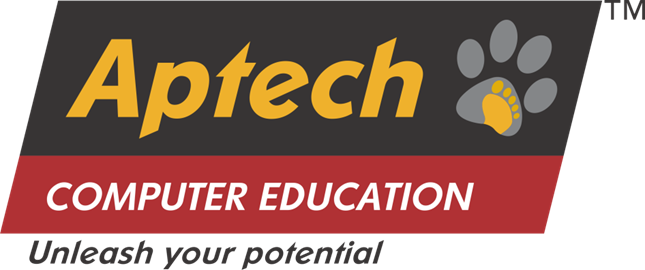 Aptech
TM
COMPUTER EDUCATION
Unleash your potential